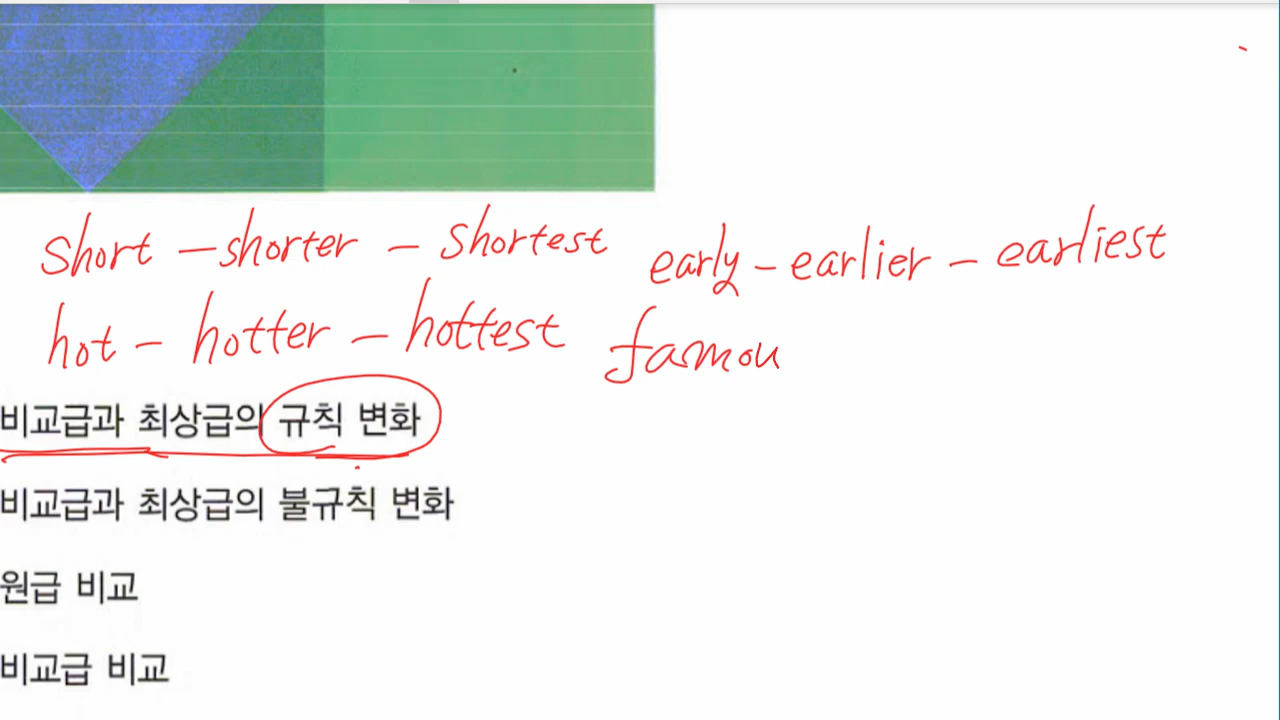 short - shorter - shortest early - earlier - earliest
hot - hotter - hottest famou
비교급과 최상급의 규칙 변화
비교급과 최상급의 불규칙 변화
원급 비교
비교급 비교